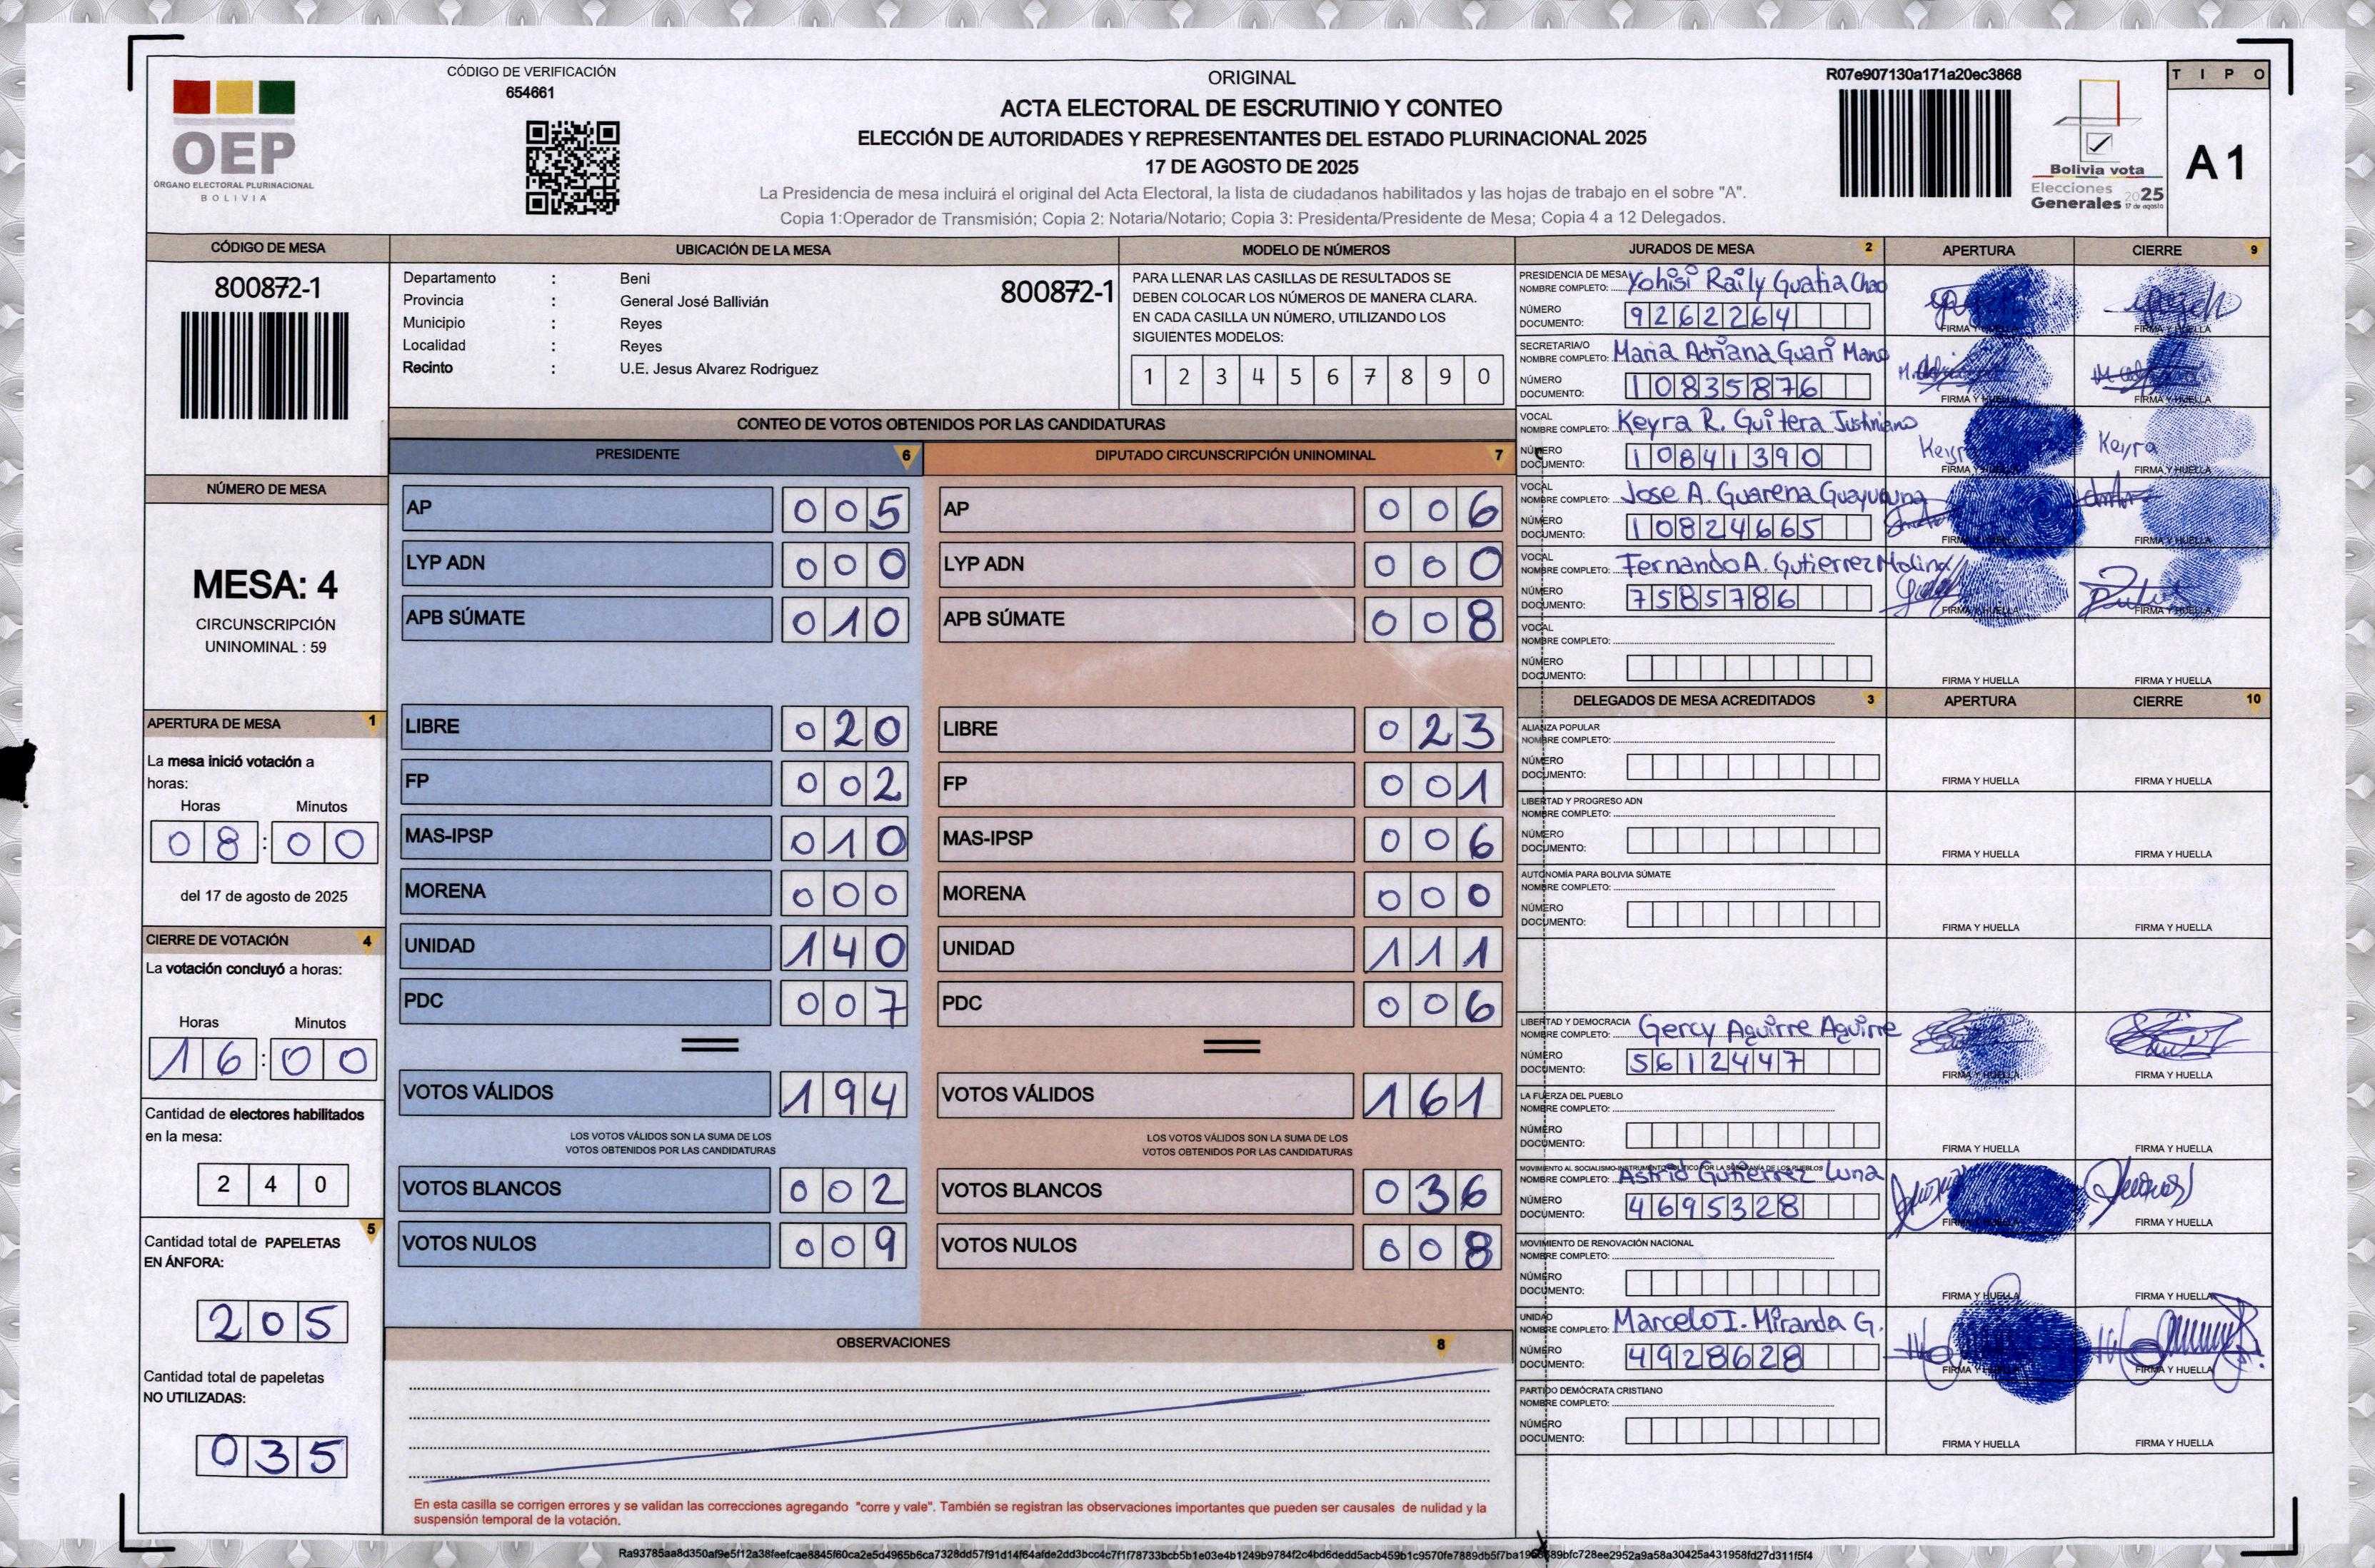 CÓDIGO DE VERIFICACIÓN
654661
OEP
ÓRGANO ELECTORAL PLURINACIONAL
BOLIVIA
ORIGINAL
ACTA ELECTORAL DE ESCRUTINIO Y CONTEO
ELECCIÓN DE AUTORIDADES Y REPRESENTANTES DEL ESTADO PLURINACIONAL 2025
17 DE AGOSTO DE 2025
La Presidencia de mesa incluirá el original del Acta Electoral, la lista de ciudadanos habilitados y las hojas de trabajo en el sobre "A".
Copia 1:Operador de Transmisión; Copia 2: Notaria/Notario; Copia 3: Presidenta/Presidente de Mesa; Copia 4 a 12 Delegados.
R07e907130a171a20ec3868
Bolivia vota
Elecciones 2025
Generales 17 de agosto
TIPO
A1
CÓDIGO DE MESA
800872-1
NÚMERO DE MESA
MESA: 4
CIRCUNSCRIPCIÓN
UNINOMINAL : 59
APERTURA DE MESA 1
La mesa inició votación a
horas:
Horas Minutos
08:00
del 17 de agosto de 2025
CIERRE DE VOTACIÓN 4
La votación concluyó a horas:
Horas Minutos
16:00
Cantidad de electores habilitados
en la mesa:
240
5
Cantidad total de PAPELETAS
EN ÁNFORA:
205
Cantidad total de papeletas
NO UTILIZADAS:
035
UBICACIÓN DE LA MESA
Departamento : Beni
800872-1
Provincia : General José Ballivián
Municipio : Reyes
Localidad : Reyes
Recinto : U.E. Jesus Alvarez Rodriguez
MODELO DE NÚMEROS
PARA LLENAR LAS CASILLAS DE RESULTADOS SE
DEBEN COLOCAR LOS NÚMEROS DE MANERA CLARA.
EN CADA CASILLA UN NÚMERO, UTILIZANDO LOS
SIGUIENTES MODELOS:
1 2 3 4 5 6 7 8 9 0
CONTEO DE VOTOS OBTENIDOS POR LAS CANDIDATURAS
PRESIDENTE 6
AP 005
LYP ADN 000
APB SÚMATE 010
LIBRE 020
FP 002
MAS-IPSP 010
MORENA 000
UNIDAD 140
PDC 007
VOTOS VÁLIDOS 194
LOS VOTOS VÁLIDOS SON LA SUMA DE LOS
VOTOS OBTENIDOS POR LAS CANDIDATURAS
VOTOS BLANCOS 002
VOTOS NULOS 009
DIPUTADO CIRCUNSCRIPCIÓN UNINOMINAL 7
AP 006
LYP ADN 000
APB SÚMATE 008
LIBRE 023
FP 001
MAS-IPSP 006
MORENA 000
UNIDAD 111
PDC 006
VOTOS VÁLIDOS 161
LOS VOTOS VÁLIDOS SON LA SUMA DE LOS
VOTOS OBTENIDOS POR LAS CANDIDATURAS
VOTOS BLANCOS 036
VOTOS NULOS 008
OBSERVACIONES 8
En esta casilla se corrigen errores y se validan las correcciones agregando "corre y vale". También se registran las observaciones importantes que pueden ser causales de nulidad y la
suspensión temporal de la votación.
JURADOS DE MESA 2 APERTURA CIERRE 9
PRESIDENCIA DE MESA
NOMBRE COMPLETO: Yohisi Raily Guatia Chao
NÚMERO
DOCUMENTO: 9262264
FIRMA Y HUELLA FIRMA Y HUELLA
SECRETARIA/O
NOMBRE COMPLETO: Maria Adriana Guari Mano
NÚMERO
DOCUMENTO: 10835876
FIRMA Y HUELLA FIRMA Y HUELLA
VOCAL
NOMBRE COMPLETO: Keyra R. Guitera Justiniano
NÚMERO Keyra Keyra
DOCUMENTO: 10841390
FIRMA Y HUELLA FIRMA Y HUELLA
VOCAL
NOMBRE COMPLETO: Jose A. Guarena
NÚMERO
DOCUMENTO: 10824665
FIRMA Y HUELLA FIRMA Y HUELLA
VOCAL
NOMBRE COMPLETO: Fernando A. Gutierrez Molina
NÚMERO
DOCUMENTO: 7585786
FIRMA Y HUELLA FIRMA Y HUELLA
VOCAL
NOMBRE COMPLETO:
NÚMERO
DOCUMENTO:
FIRMA Y HUELLA FIRMA Y HUELLA
DELEGADOS DE MESA ACREDITADOS 3 APERTURA CIERRE 10
ALIANZA POPULAR
NOMBRE COMPLETO:
NÚMERO
DOCUMENTO:
FIRMA Y HUELLA FIRMA Y HUELLA
LIBERTAD Y PROGRESO ADN
NOMBRE COMPLETO:
NÚMERO
DOCUMENTO:
FIRMA Y HUELLA FIRMA Y HUELLA
AUTONOMÍA PARA BOLIVIA SÚMATE
NOMBRE COMPLETO:
NÚMERO
DOCUMENTO:
FIRMA Y HUELLA FIRMA Y HUELLA
LIBERTAD Y DEMOCRACIA
NOMBRE COMPLETO: Gercy Aguirre Aguirre
NÚMERO
DOCUMENTO: 5612447
FIRMA Y HUELLA FIRMA Y HUELLA
LA FUERZA DEL PUEBLO
NOMBRE COMPLETO:
NÚMERO
DOCUMENTO:
FIRMA Y HUELLA FIRMA Y HUELLA
MOVIMIENTO AL SOCIALISMO-INSTRUMENTO POLÍTICO POR LA SOBERANÍA DE LOS PUEBLOS
NOMBRE COMPLETO: Astrid Gutierrez Luna
NÚMERO
DOCUMENTO: 4695328
FIRMA Y HUELLA FIRMA Y HUELLA
MOVIMIENTO DE RENOVACIÓN NACIONAL
NOMBRE COMPLETO:
NÚMERO
DOCUMENTO:
FIRMA Y HUELLA FIRMA Y HUELLA
UNIDAD
NOMBRE COMPLETO: Marcelo I. Miranda G.
NÚMERO
DOCUMENTO: 4928628
FIRMA Y HUELLA FIRMA Y HUELLA
PARTIDO DEMÓCRATA CRISTIANO
NOMBRE COMPLETO:
NÚMERO
DOCUMENTO:
FIRMA Y HUELLA FIRMA Y HUELLA